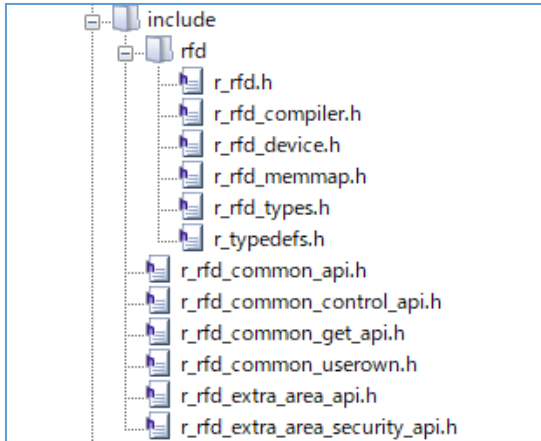 include
rfd
r_rfd.h
r_rfd_compiler.h
r_rfd_device.h
r_rfd_memmap.h
r_rfd_types.h
r_typedefs.h
r_rfd_common_api.h
r_rfd_common_control_api.h
r_rfd_common_get_api.h
r_rfd_common_userown.h
r_rfd_extra_area_api.h
r_rfd_extra_area_security_api.h